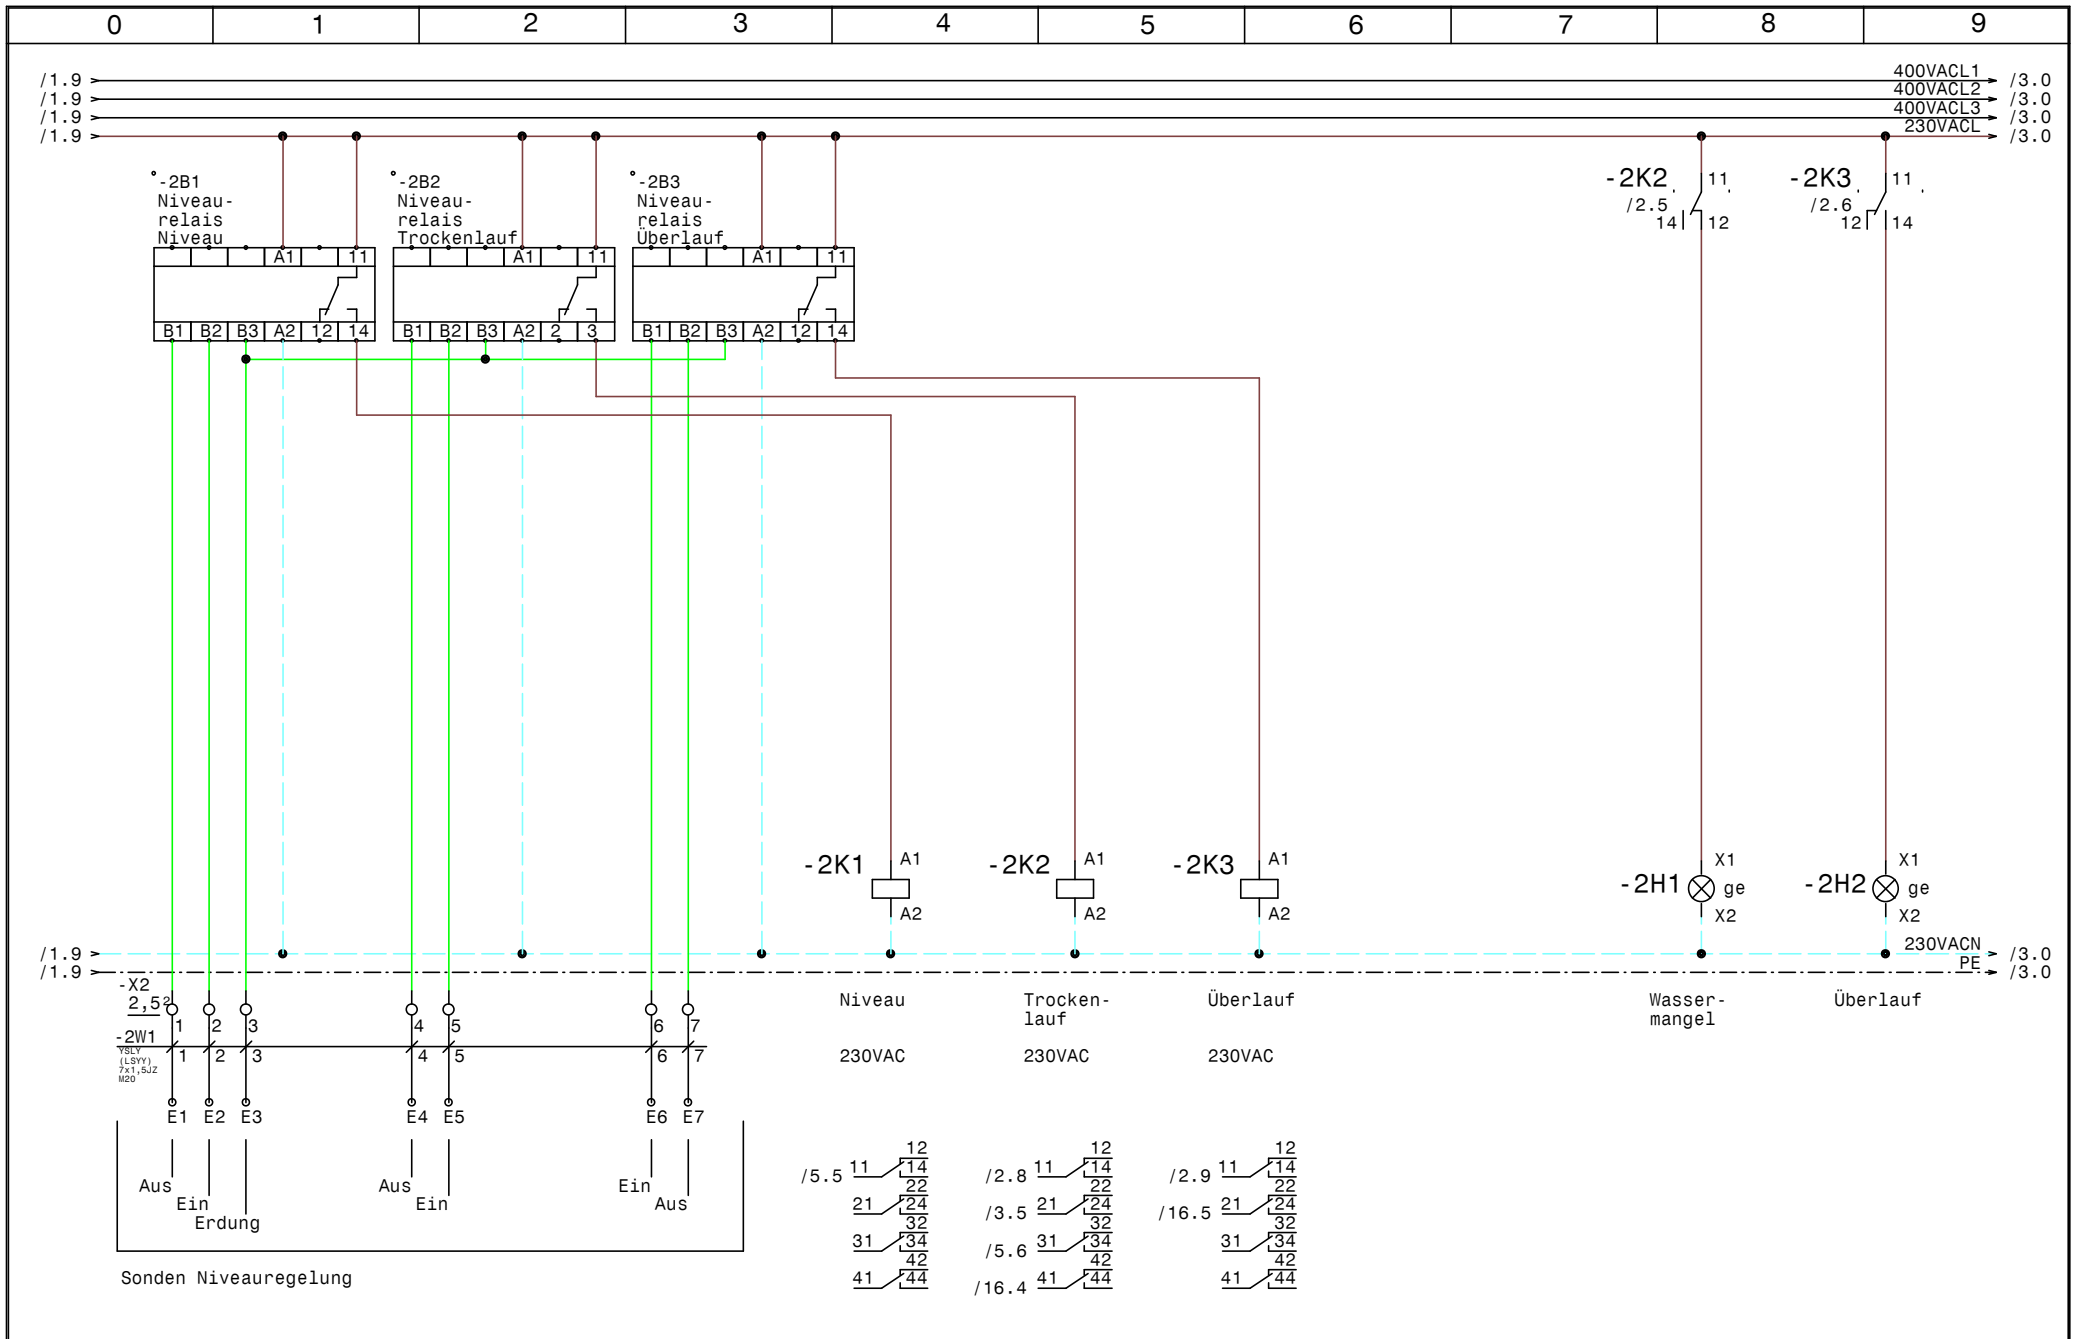 0 1 2 3 4 5 6 7 8 9
/1.9 400VACL1 /3.0
/1.9 400VACL2 /3.0
/1.9 400VACL3 /3.0
/1.9 230VACL /3.0
-2B1
Niveau-
relais
Niveau
-2B2
Niveau-
relais
Trockenlauf
-2B3
Niveau-
relais
Überlauf
-2K2 11
/2.5
14 12
-2K3 11
/2.6
12 14
A1 11 A1 11 A1 11
B1 B2 B3 A2 12 14
B1 B2 B3 A2 2 3
B1 B2 B3 A2 12 14
-2K1 A1
A2
-2K2 A1
A2
-2K3 A1
A2
X1
-2H1 ge
X2
X1
-2H2 ge
X2
/1.9 230VACN /3.0
/1.9 PE /3.0
-X2
2,5²
1 2 3 4 5 6 7
-2W1
YSLY
(LSYY)
7x1,5JZ
M20
1 2 3 4 5 6 7
E1 E2 E3 E4 E5 E6 E7
Aus
Ein
Erdung
Aus
Ein
Ein
Aus
Sonden Niveauregelung
Niveau
230VAC
Trocken-
lauf
230VAC
Überlauf
230VAC
Wasser-
mangel
Überlauf
12
/5.5 11 14
22
21 24
32
31 34
42
41 44
12
/2.8 11 14
22
/3.5 21 24
32
/5.6 31 34
42
/16.4 41 44
12
/2.9 11 14
22
/16.5 21 24
32
31 34
42
41 44